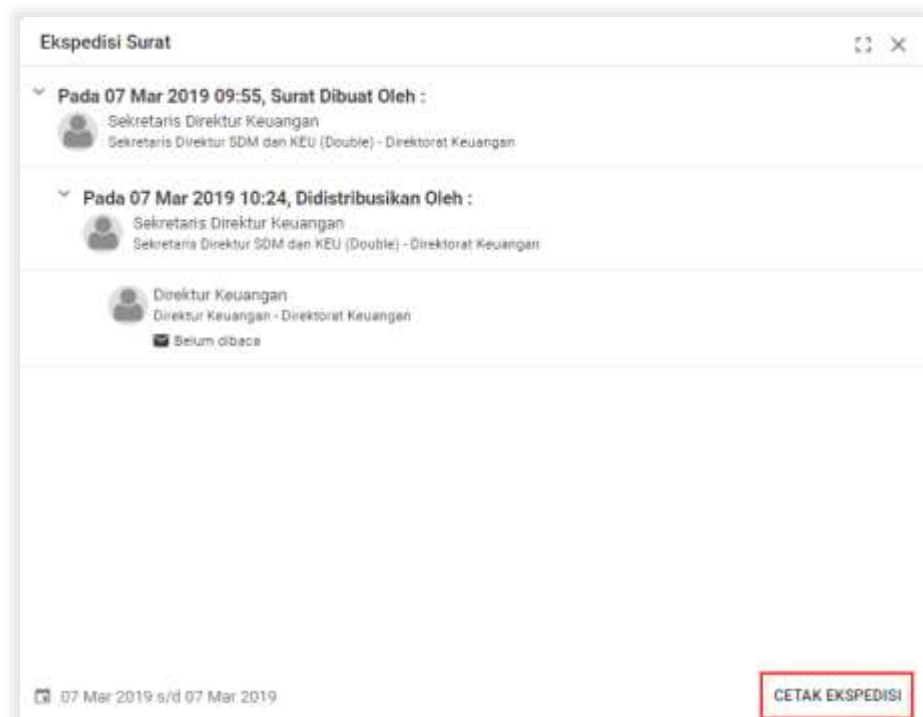 Ekspedisi Surat
Pada 07 Mar 2019 09:55, Surat Dibuat Oleh :
Sekretaris Direktur Keuangan
Sekretaris Direktur SDM dan KEU (Double) - Direktorat Keuangan
Pada 07 Mar 2019 10:24, Didistribusikan Oleh :
Sekretaris Direktur Keuangan
Sekretaris Direktur SDM dan KEU (Double) - Direktorat Keuangan
Direktur Keuangan
Direktur Keuangan - Direktorat Keuangan
Belum dibaca
07 Mar 2019 s/d 07 Mar 2019
CETAK EKSPEDISI